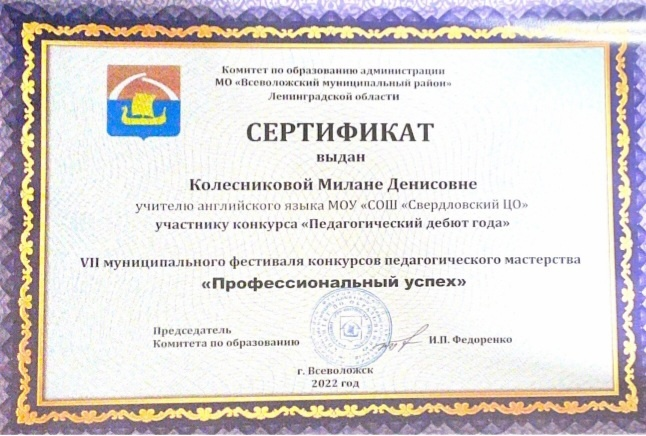 Комитет по образованию администрации
МО «Всеволожский муниципальный район»
Ленинградской области
СЕРТИФИКАТ
выдан
Колесниковой Милане Денисовне
учителю английского языка МОУ «СОШ «Свердловский ЦО»
участнику конкурса «Педагогический дебют года»
VII муниципального фестиваля конкурсов педагогического мастерства
«Профессиональный успех»
Председатель
Комитета по образованию
И.П. Федоренко
г. Всеволожск
2022 год